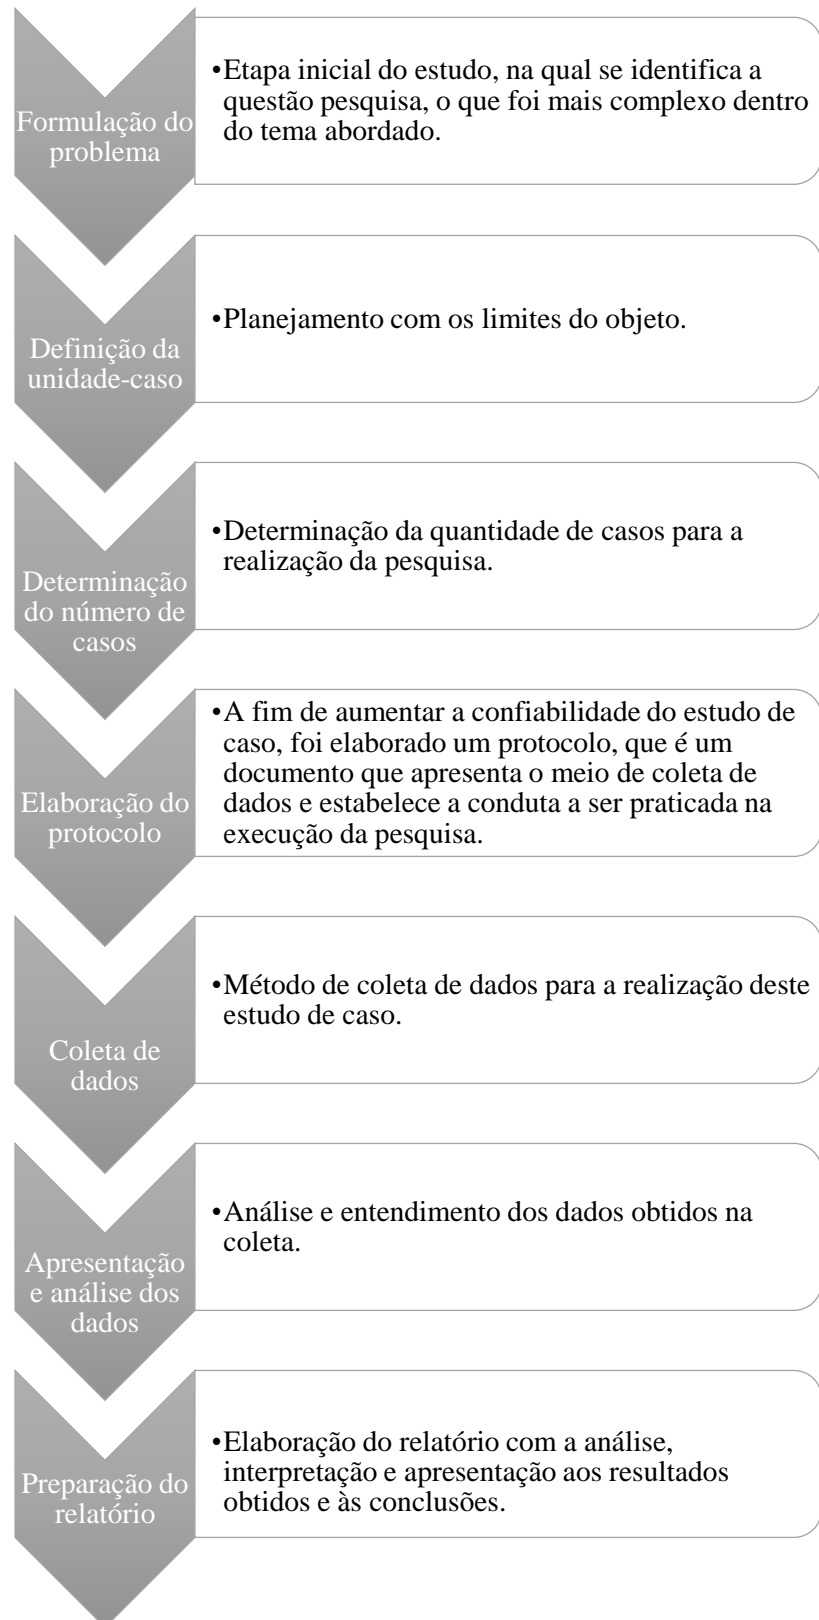 Formulação do
problema
•Etapa inicial do estudo, na qual se identifica a
questão pesquisa, o que foi mais complexo dentro
do tema abordado.
Definição da
unidade-caso
•Planejamento com os limites do objeto.
Determinação
do número de
casos
•Determinação da quantidade de casos para a
realização da pesquisa.
Elaboração do
protocolo
•A fim de aumentar a confiabilidade do estudo de
caso, foi elaborado um protocolo, que é um
documento que apresenta o meio de coleta de
dados e estabelece a conduta a ser praticada na
execução da pesquisa.
Coleta de
dados
•Método de coleta de dados para a realização deste
estudo de caso.
Apresentação
e análise dos
dados
•Análise e entendimento dos dados obtidos na
coleta.
Preparação do
relatório
•Elaboração do relatório com a análise,
interpretação e apresentação aos resultados
obtidos e às conclusões.